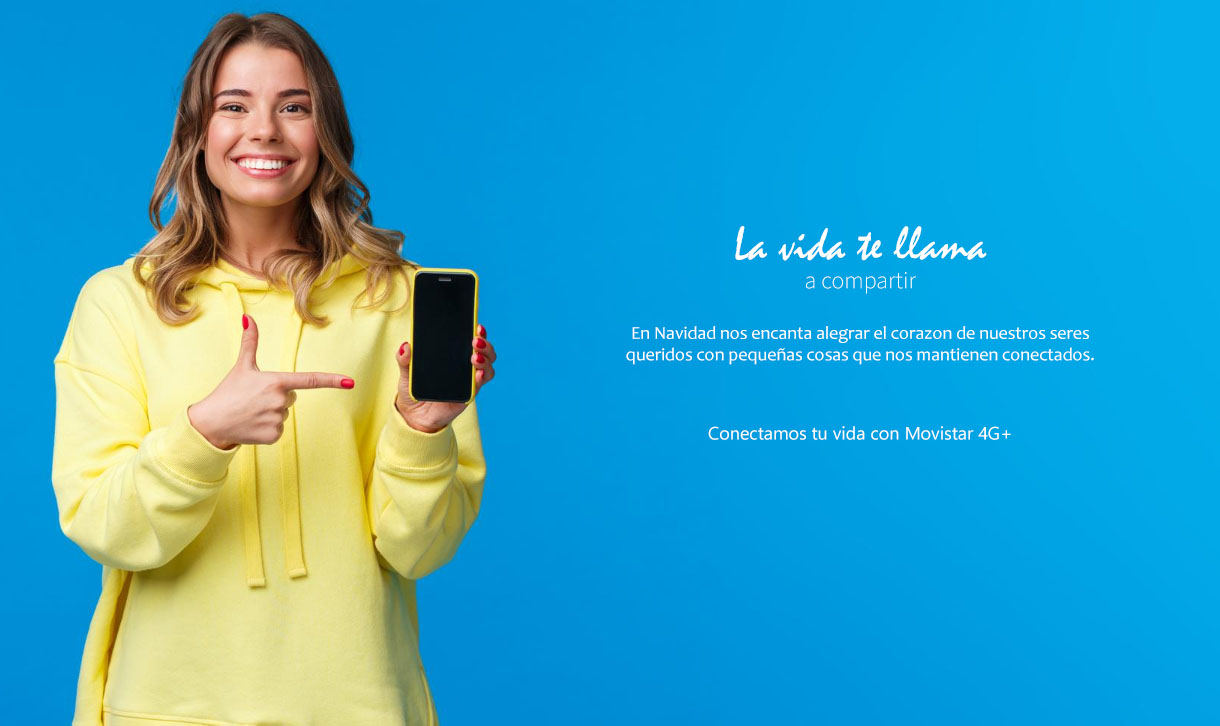 La vida te llama
a compartir
En Navidad nos encanta alegrar el corazon de nuestros seres
queridos con pequeñas cosas que nos mantienen conectados.
Conectamos tu vida con Movistar 4G+